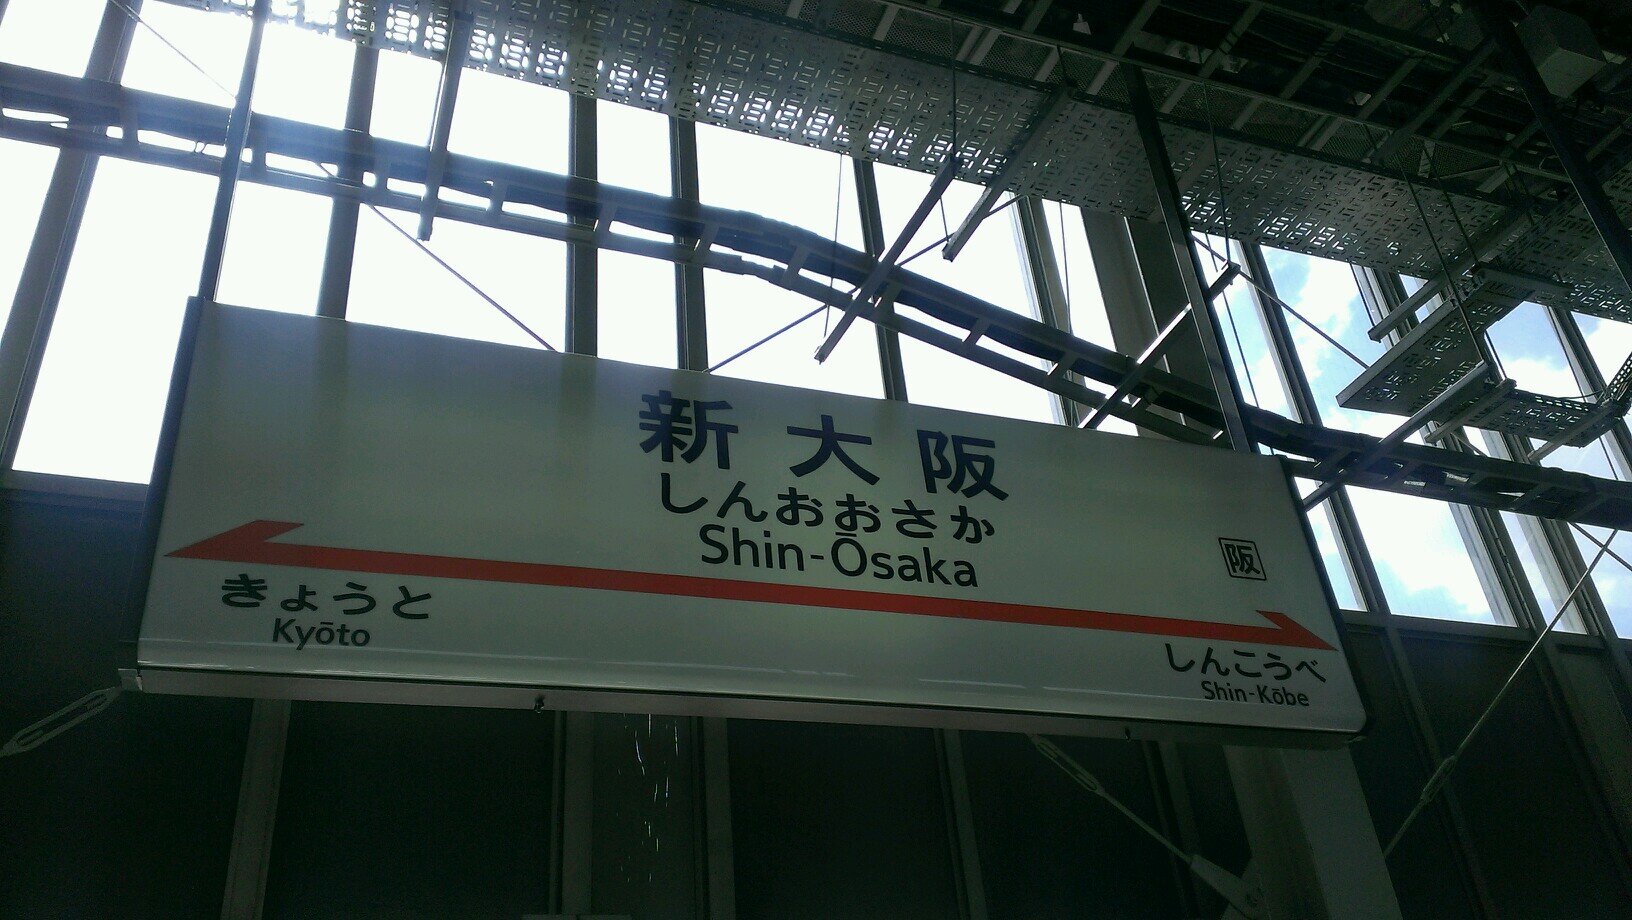 新大阪
しんおおさか
Shin-Ōsaka
阪
きょうと
Kyōto
しんこうべ
Shin-Kōbe